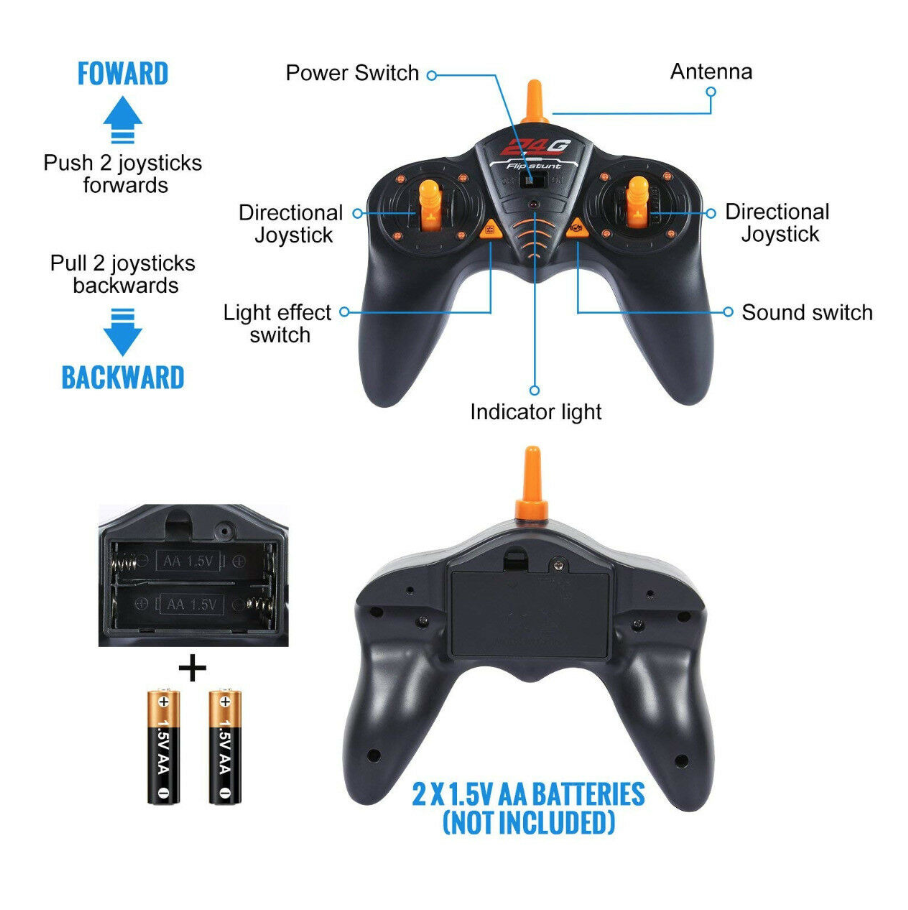 FOWARD
Push 2 joysticks
forwards
Pull 2 joysticks
backwards
BACKWARD
Power Switch
Antenna
2.4G
Flip stunt
Directional
Joystick
Directional
Joystick
Light effect
switch
Sound switch
Indicator light
AA 1.5V
AA 1.5V
+
1.5V AA
1.5V AA
2 X 1.5V AA BATTERIES
(NOT INCLUDED)